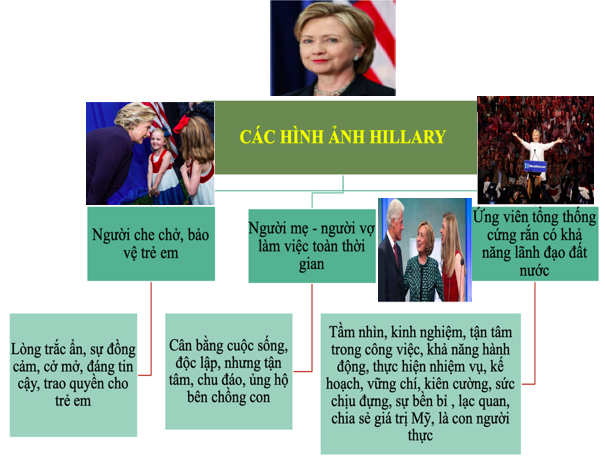 CÁC HÌNH ẢNH HILLARY
Người che chở, bảo
vệ trẻ em
Người mẹ - người vợ
làm việc toàn thời
gian
Ứng viên tổng thống
cứng rắn có khả
năng lãnh đạo đất
nước
Lòng trắc ẩn, sự đồng
cảm, cở mở, đáng tin
cậy, trao quyền cho
trẻ em
Cân bằng cuộc sống,
độc lập, nhưng tận
tâm, chu đáo, ủng hộ
bên chồng con
Tầm nhìn, kinh nghiệm, tận tâm
trong công việc, khả năng hành
động, thực hiện nhiệm vụ, kế
hoạch, vững chí, kiên cường, sức
chịu đựng, sự bền bỉ , lạc quan,
chia sẻ giá trị Mỹ, là con người
thực